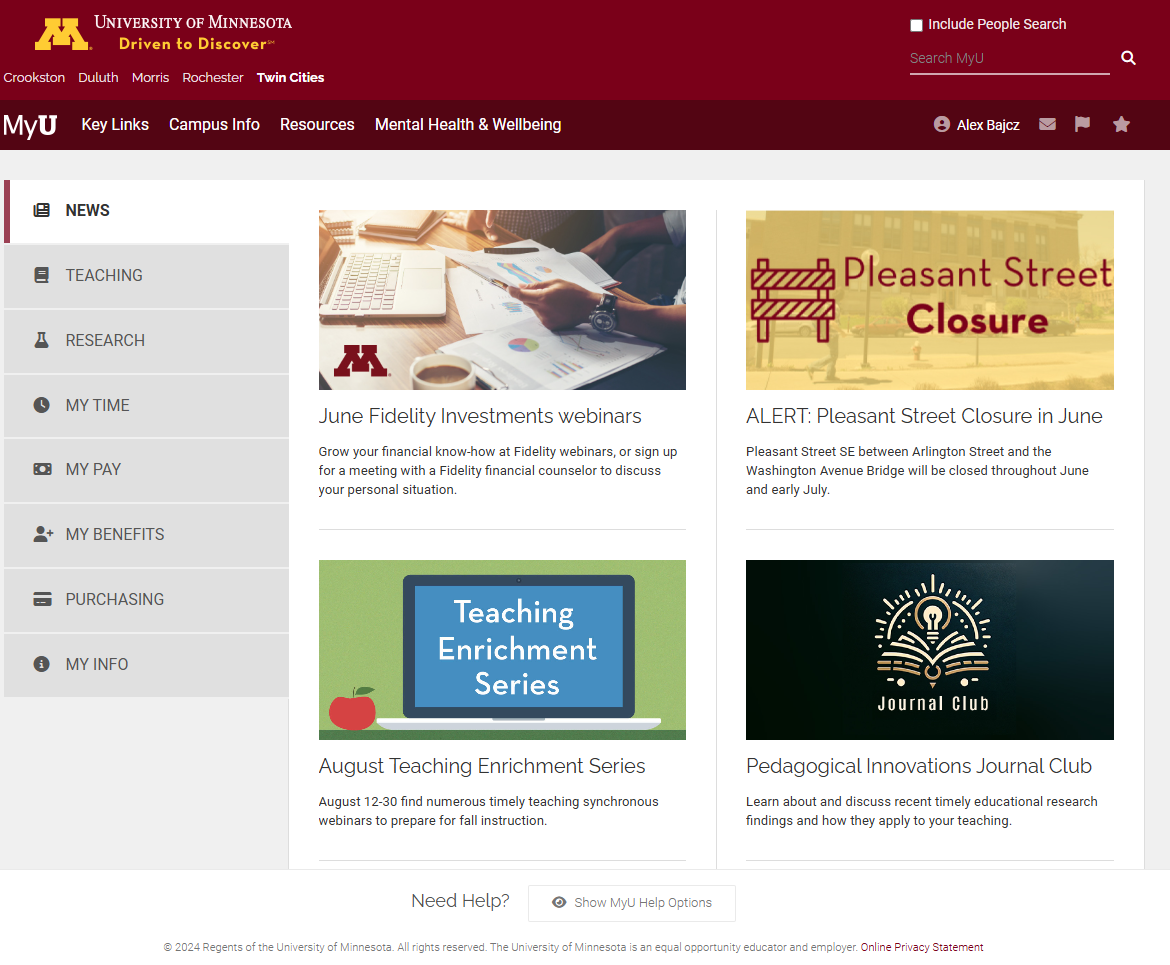 UNIVERSITY OF MINNESOTA
Driven to Discover℠
Crookston Duluth Morris Rochester Twin Cities
Include People Search
Search MyU
MyU Key Links Campus Info Resources Mental Health & Wellbeing Alex Bajcz
NEWS
TEACHING
RESEARCH
MY TIME
MY PAY
MY BENEFITS
PURCHASING
MY INFO
June Fidelity Investments webinars
Grow your financial know-how at Fidelity webinars, or sign up
for a meeting with a Fidelity financial counselor to discuss
your personal situation.
Pleasant Street
Closure
ALERT: Pleasant Street Closure in June
Pleasant Street SE between Arlington Street and the
Washington Avenue Bridge will be closed throughout June
and early July.
Teaching
Enrichment
Series
August Teaching Enrichment Series
August 12-30 find numerous timely teaching synchronous
webinars to prepare for fall instruction.
Journal Club
Pedagogical Innovations Journal Club
Learn about and discuss recent timely educational research
findings and how they apply to your teaching.
Need Help? Show MyU Help Options
© 2024 Regents of the University of Minnesota. All rights reserved. The University of Minnesota is an equal opportunity educator and employer. Online Privacy Statement